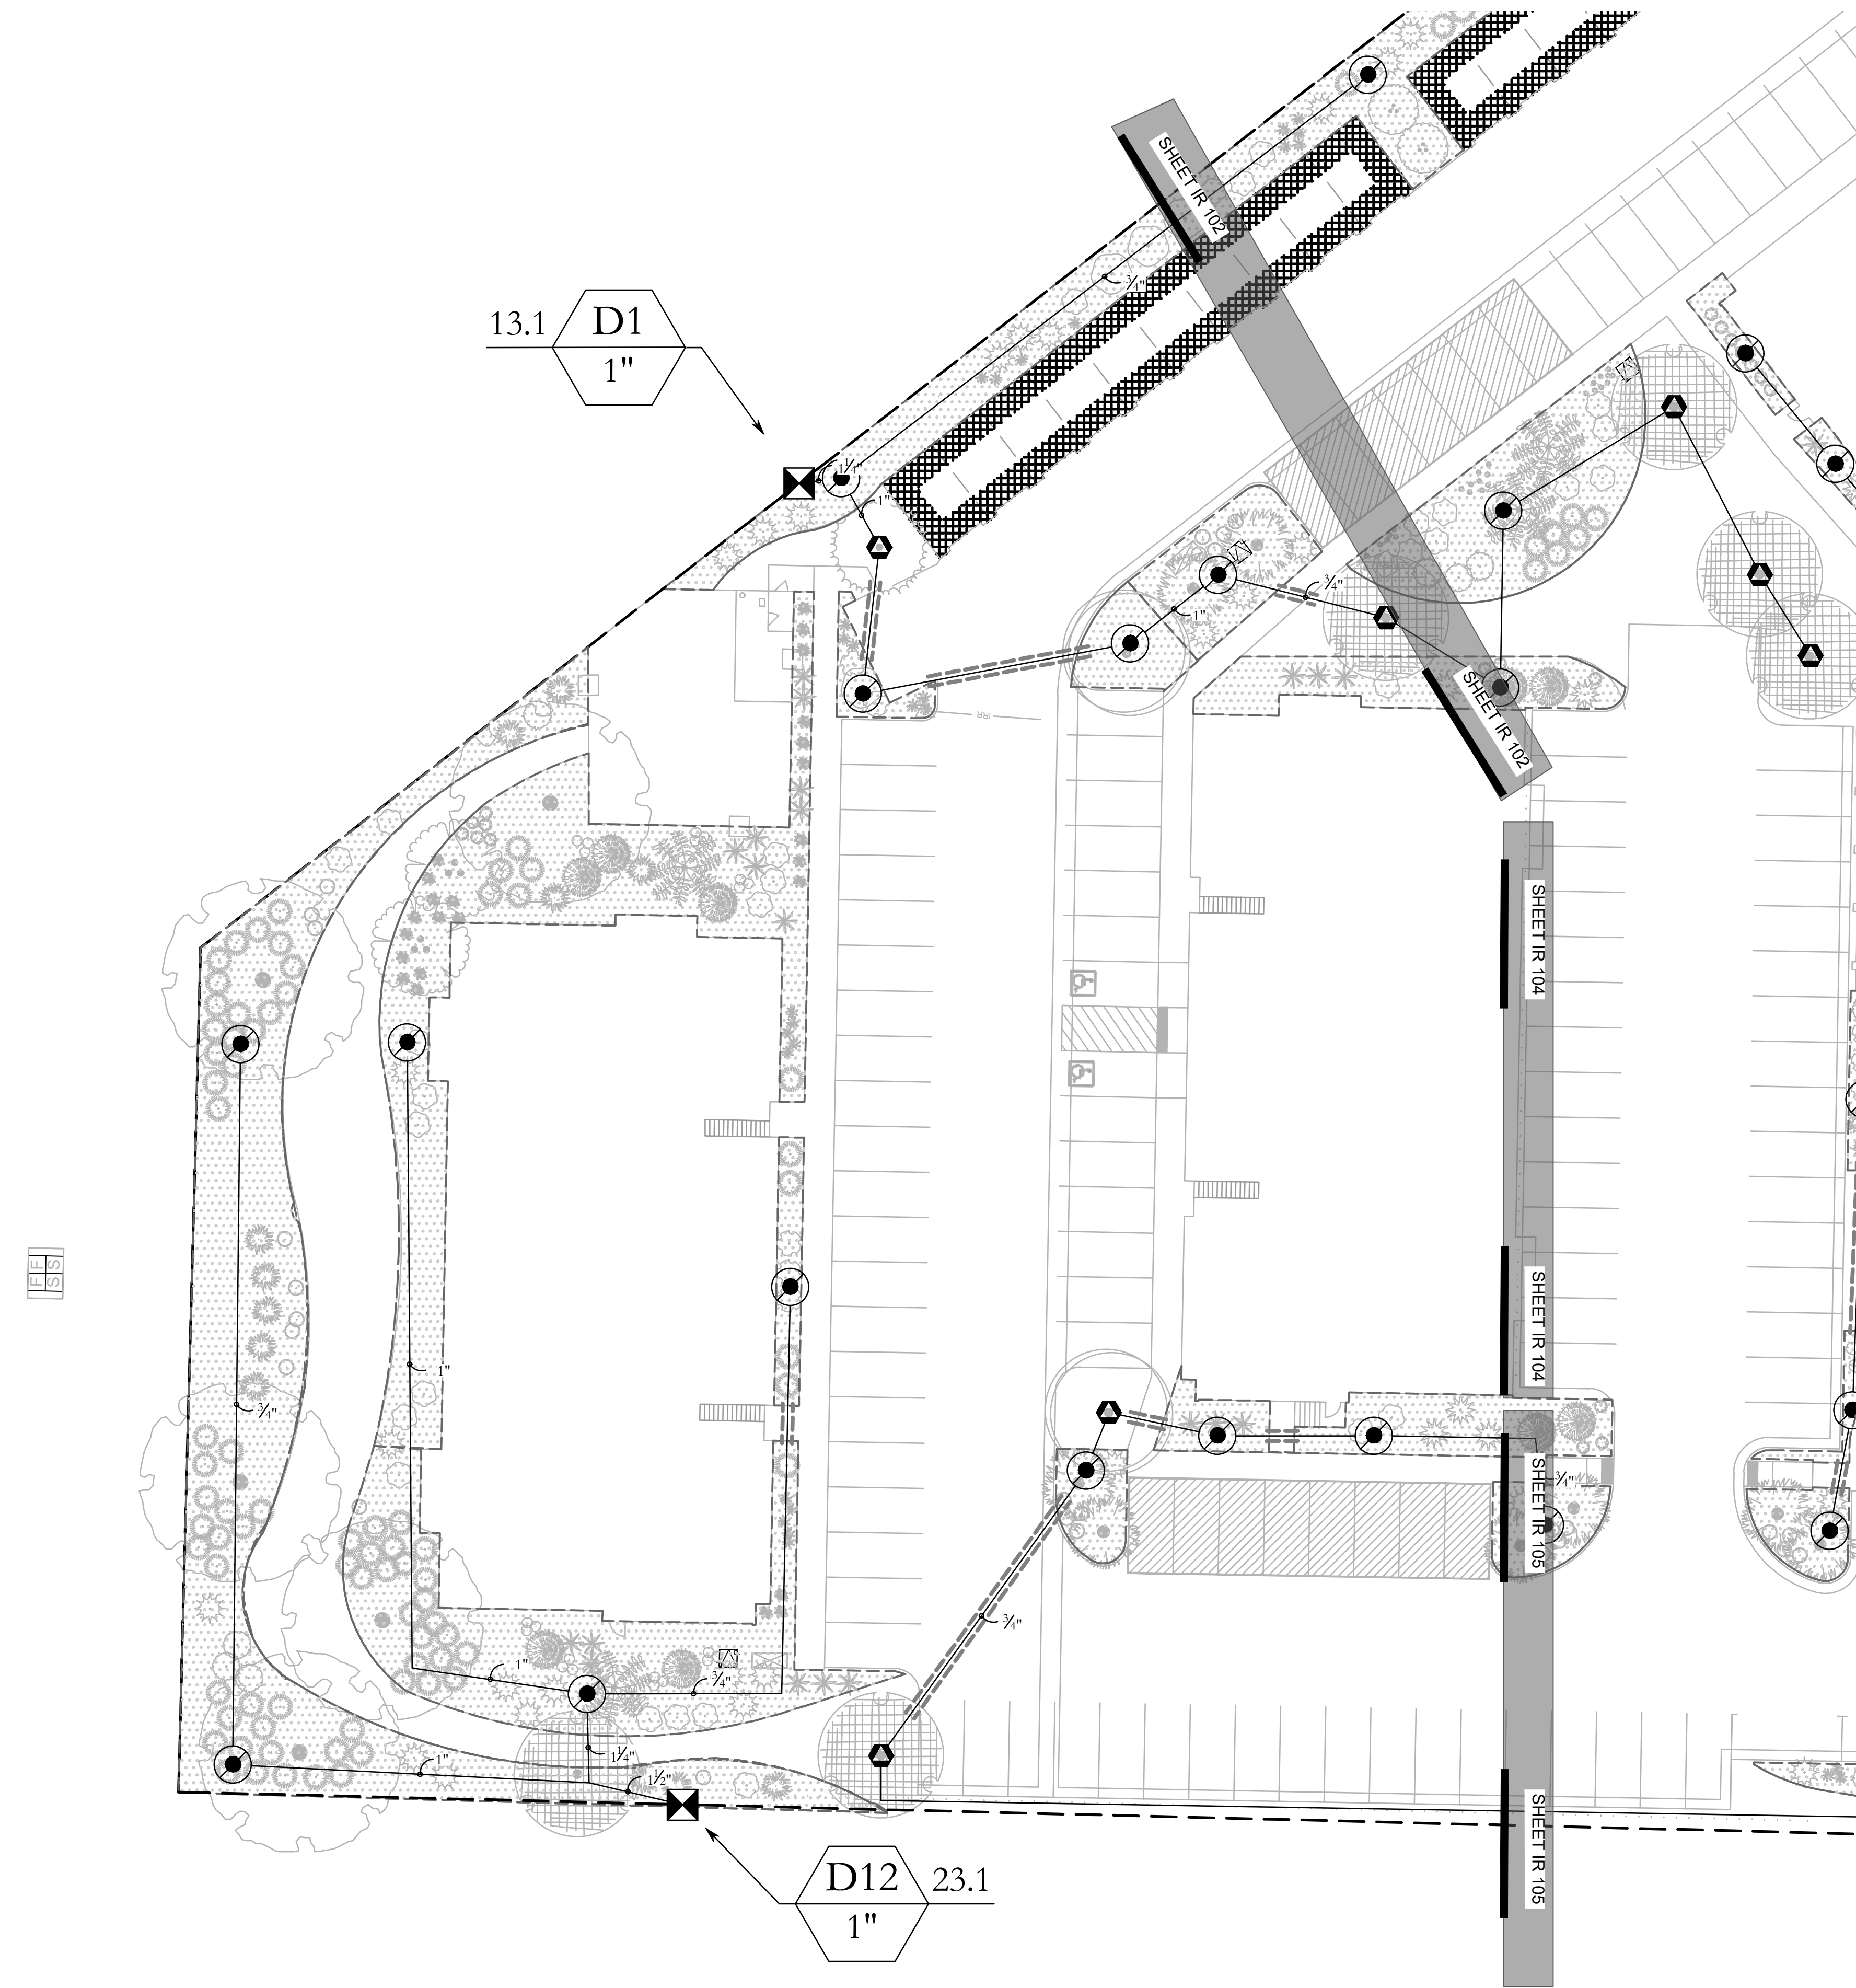 SHEET IR 102
¾"
D1
13.1
1"
1¼"
1"
¾"
1"
IRR
SHEET IR 102
SHEET IR 104
F F
S S
SHEET IR 104
1"
¾"
SHEET IR 105
¾"
¾"
1"
¾"
1¼"
1"
1½"
SHEET IR 105
D12
23.1
1"